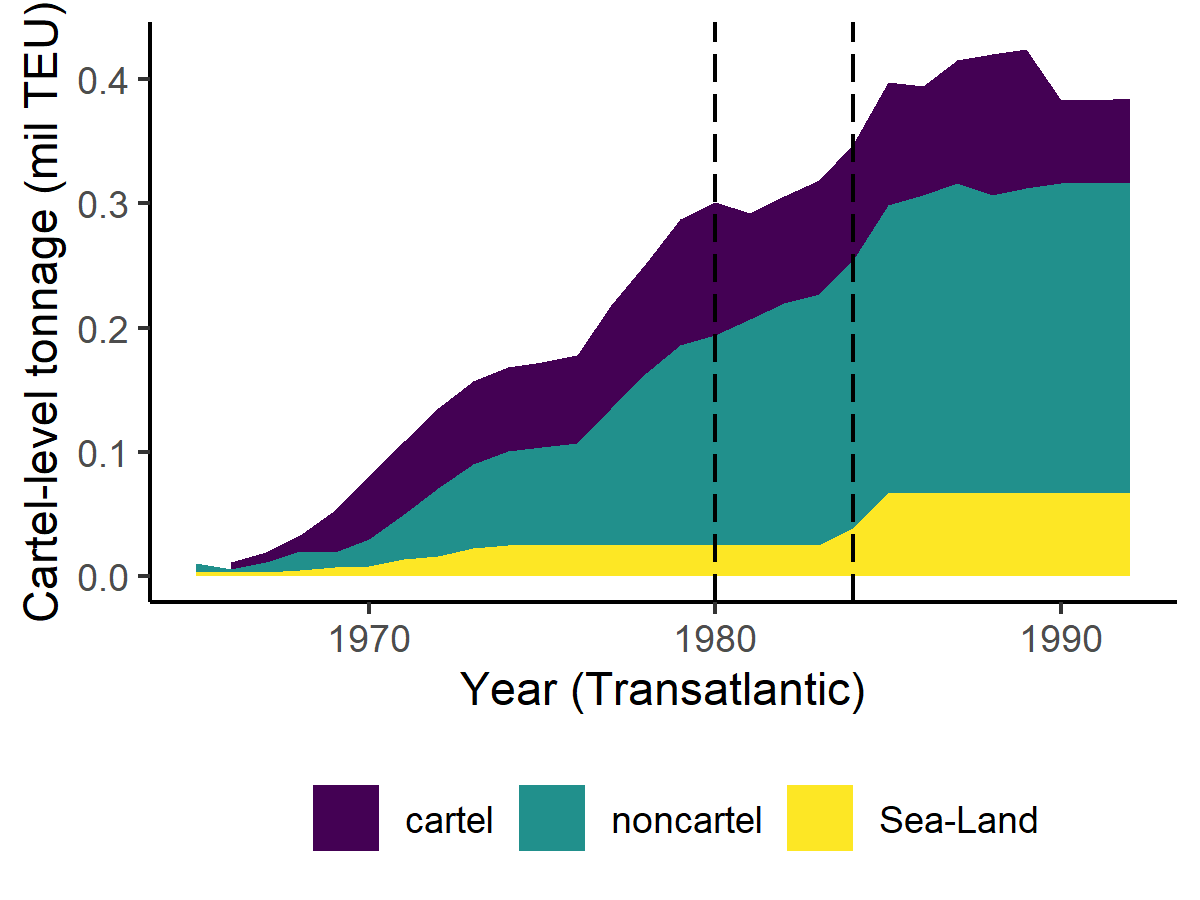 Cartel-level tonnage (mil TEU)
0.4
0.3
0.2
0.1
0.0
1970 1980 1990
Year (Transatlantic)
cartel noncartel Sea-Land